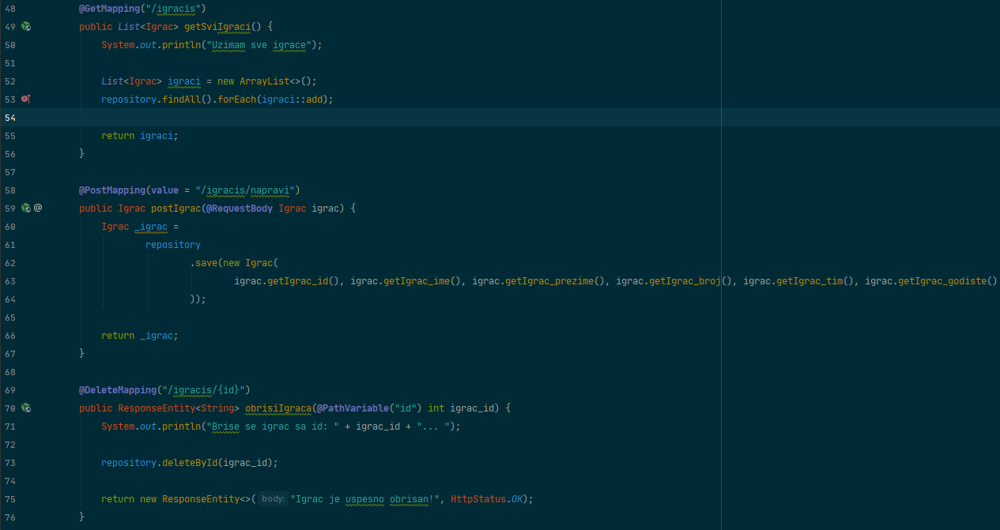 48 @GetMapping("/igracis")
49 public List<Igrac> getSviIgraci() {
50 System.out.println("Uzimam sve igrace");
51
52 List<Igrac> igraci = new ArrayList<>();
53 repository.findAll().forEach(igraci::add);
54
55 return igraci;
56 }
57
58 @PostMapping(value = "/igracis/napravi")
59 @ public Igrac postIgrac(@RequestBody Igrac igrac) {
60 Igrac _igrac =
61 repository
62 .save(new Igrac(
63 igrac.getIgrac_id(), igrac.getIgrac_ime(), igrac.getIgrac_prezime(), igrac.getIgrac_broj(), igrac.getIgrac_tim(), igrac.getIgrac_godiste()
64 ));
65
66 return _igrac;
67 }
68
69 @DeleteMapping("/igracis/{id}")
70 public ResponseEntity<String> obrisiIgraca(@PathVariable("id") int igrac_id) {
71 System.out.println("Brise se igrac sa id: " + igrac_id + "... ");
72
73 repository.deleteById(igrac_id);
74
75 return new ResponseEntity<>( body: "Igrac je uspesno obrisan!", HttpStatus.OK);
76 }